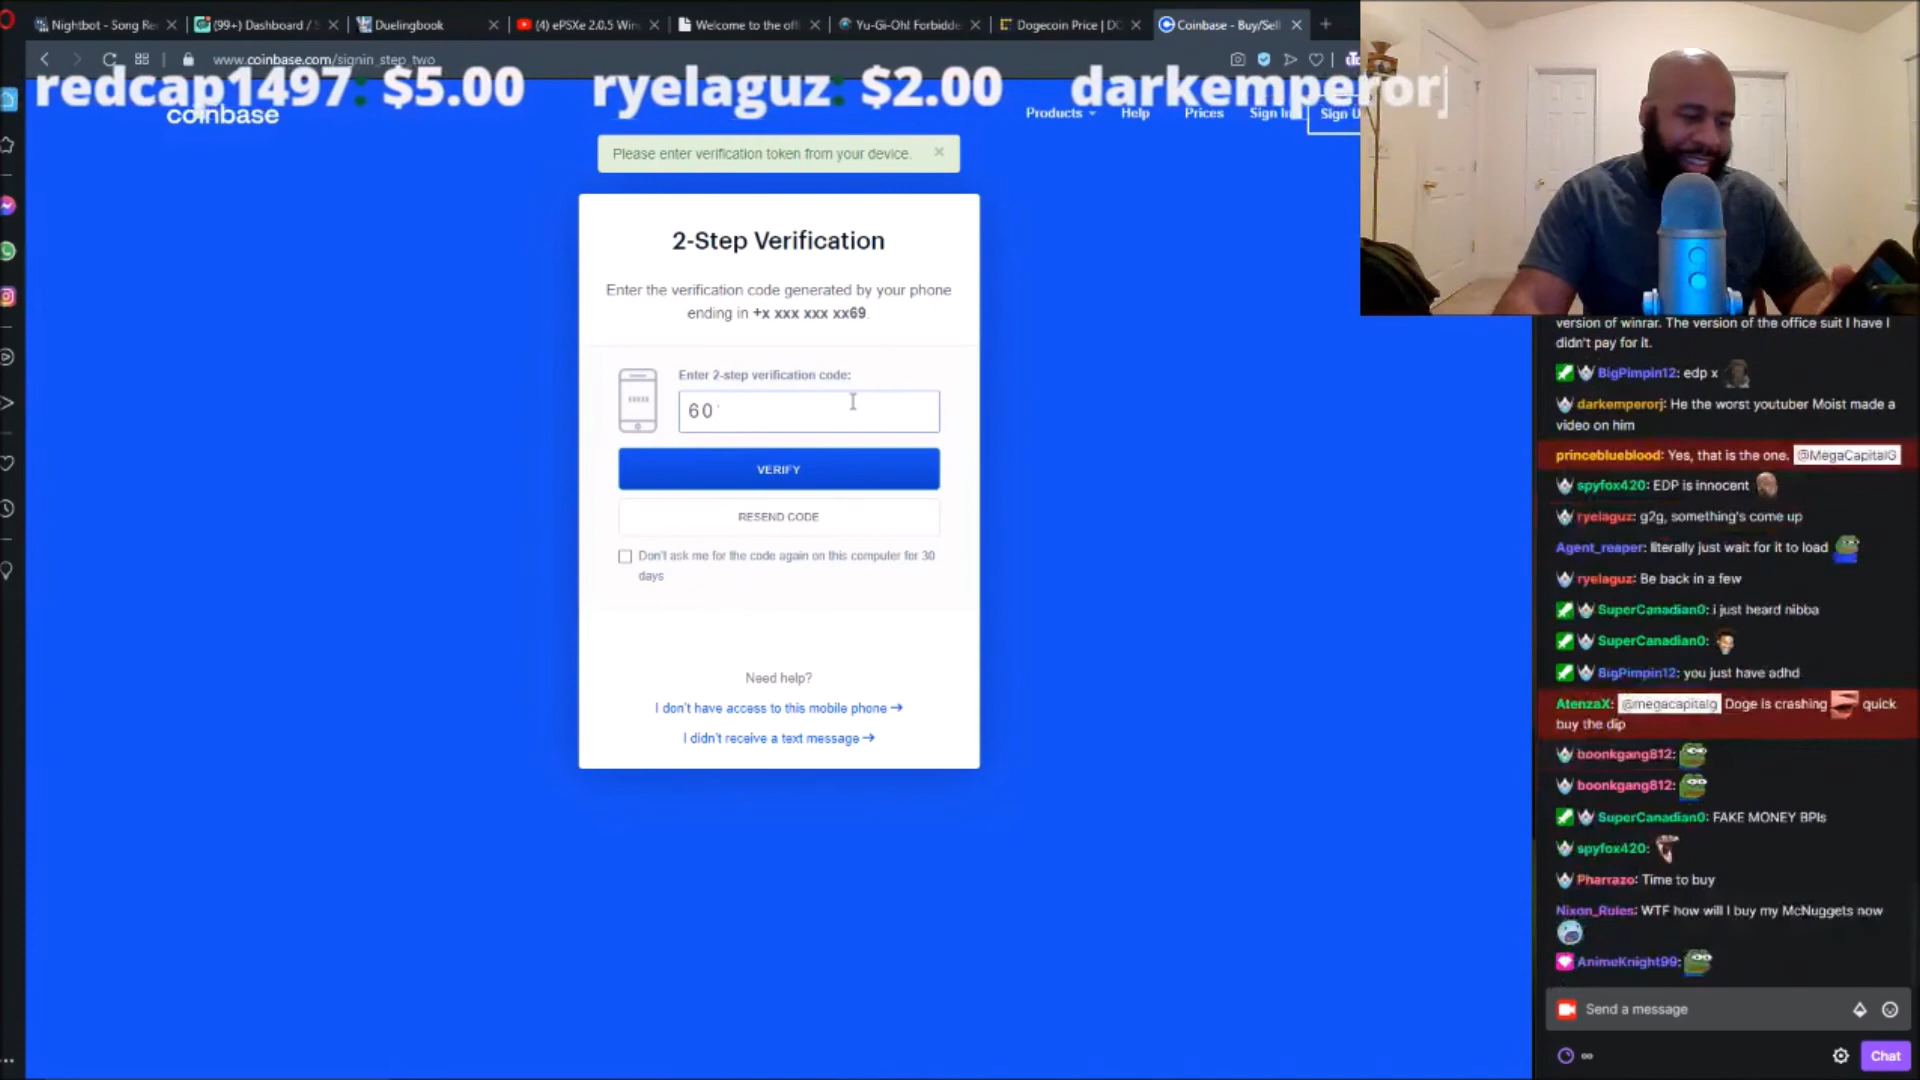 Nightbot - Song Re
(99+) Dashboard / S
Duelingbook
(4) ePSXe 2.0.5 Win
Welcome to the off
Yu-Gi-Oh! Forbidde
Dogecoin Price | DO
Coinbase - Buy/Sell
www.coinbase.com/signin_step_two
redcap1497: $5.00 ryelaguz: $2.00 darkemperorj
coinbase
Products
Help
Prices
Sign In
Sign U
Please enter verification token from your device.
2-Step Verification
Enter the verification code generated by your phone
ending in +x xxx xxx xx69.
Enter 2-step verification code:
60
VERIFY
RESEND CODE
Don't ask me for the code again on this computer for 30
days
Need help?
I don't have access to this mobile phone →
I didn't receive a text message →
version of winrar. The version of the office suit I have I
didn't pay for it.
BigPimpin12: edp x
darkemperorj: He the worst youtuber Moist made a
video on him
princeblueblood: Yes, that is the one. @MegaCapitalG
spyfox420: EDP is innocent
ryelaguz: g2g, something's come up
Agent_reaper: literally just wait for it to load
ryelaguz: Be back in a few
SuperCanadian0: i just heard nibba
SuperCanadian0:
BigPimpin12: you just have adhd
AtenzaX: @megacapitalg Doge is crashing quick
buy the dip
boonkgang812:
boonkgang812:
SuperCanadian0: FAKE MONEY BPIs
spyfox420:
Pharrazo: Time to buy
Nixon_Rules: WTF how will I buy my McNuggets now
AnimeKnight99:
Send a message
Chat